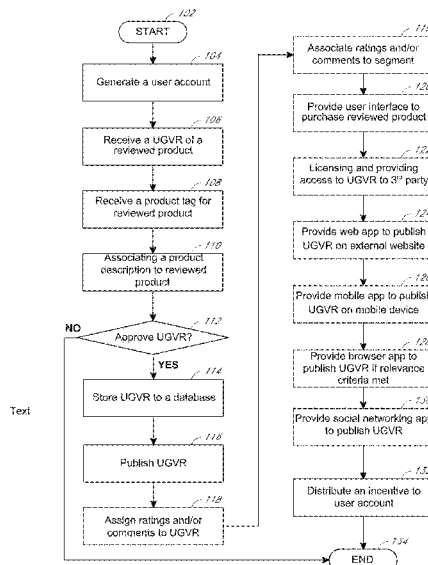 102
START
104
Generate a user account
106
Receive a UGVR of a
reviewed product
108
Receive a product tag for
reviewed product
110
Associating a product
description to reviewed
product
112
NO
Approve UGVR?
YES
114
Store UGVR to a database
116
Publish UGVR
118
Assign ratings and/or
comments to UGVR
Text
Associate ratings and/or
comments to segment
Provide user interface to
purchase reviewed product
Licensing and providing
access to UGVR to 3rd party
Provide web app to publish
UGVR on external website
Provide mobile app to publish
UGVR on mobile device
Provide browser app to
publish UGVR if relevance
criteria met
Provide social networking app
to publish UGVR
Distribute an incentive to
user account
134
END